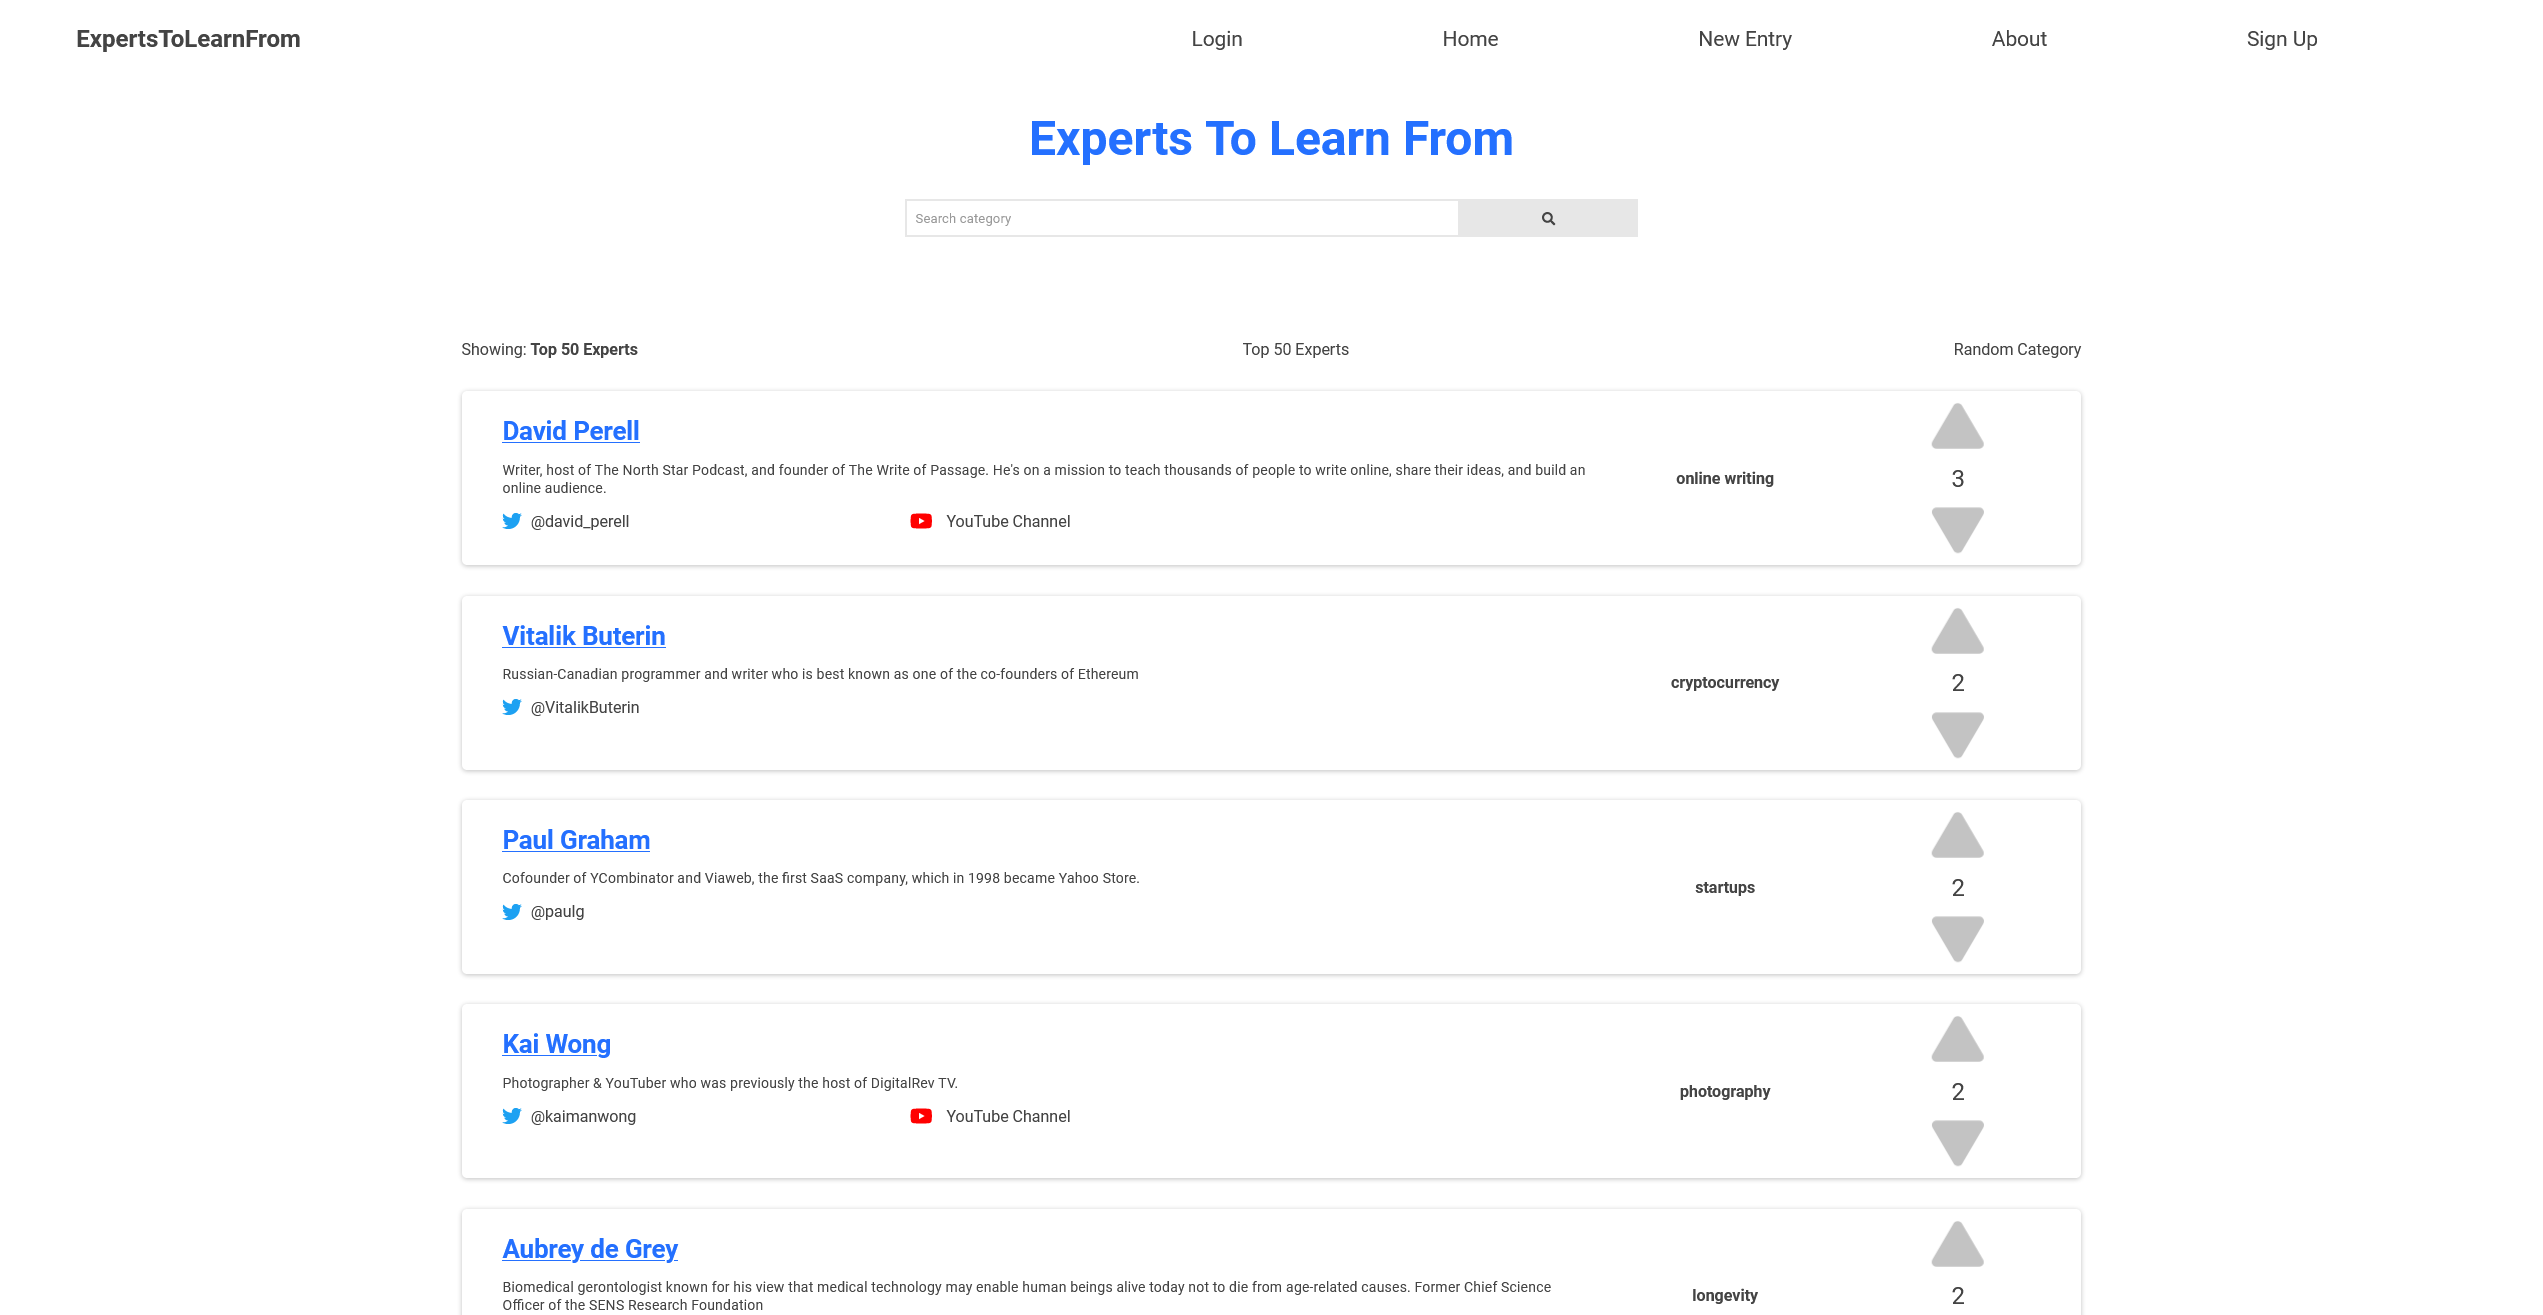 ExpertsToLearnFrom Login Home New Entry About Sign Up
Experts To Learn From
Search category
Showing: Top 50 Experts Top 50 Experts Random Category
David Perell
Writer, host of The North Star Podcast, and founder of The Write of Passage. He's on a mission to teach thousands of people to write online, share their ideas, and build an
online audience.
online writing
3
@david_perell YouTube Channel
Vitalik Buterin
Russian-Canadian programmer and writer who is best known as one of the co-founders of Ethereum
cryptocurrency
2
@VitalikButerin
Paul Graham
Cofounder of YCombinator and Viaweb, the first SaaS company, which in 1998 became Yahoo Store.
startups
2
@paulg
Kai Wong
Photographer & YouTuber who was previously the host of DigitalRev TV.
photography
2
@kaimanwong YouTube Channel
Aubrey de Grey
Biomedical gerontologist known for his view that medical technology may enable human beings alive today not to die from age-related causes. Former Chief Science
Officer of the SENS Research Foundation
longevity
2